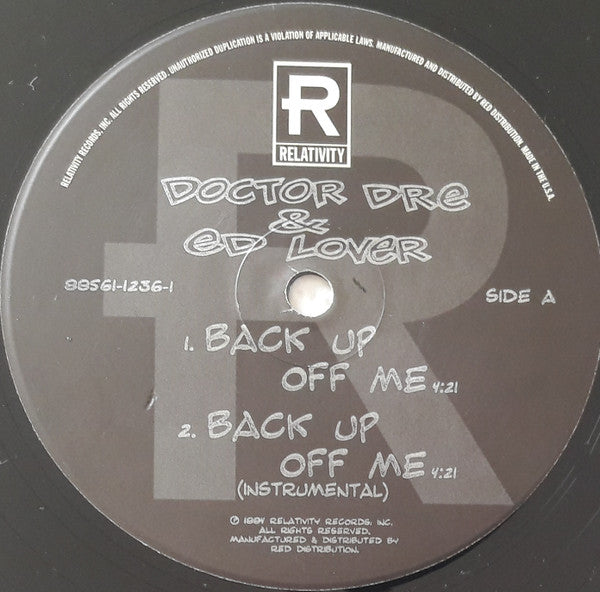 RELATIVITY RECORDS, INC. ALL RIGHTS RESERVED. UNAUTHORIZED DUPLICATION IS A VIOLATION OF APPLICABLE LAWS. MANUFACTURED AND DISTRIBUTED BY RED DISTRIBUTION. MADE IN THE U.S.A.
R
RELATIVITY
DOCTOR DRE
&
ED LOVER
88561-1236-1
SIDE A
1. BACK UP
OFF ME 4:21
2. BACK UP
OFF ME 4:21
(INSTRUMENTAL)
℗ 1994 RELATIVITY RECORDS, INC.
ALL RIGHTS RESERVED.
MANUFACTURED & DISTRIBUTED BY
RED DISTRIBUTION.